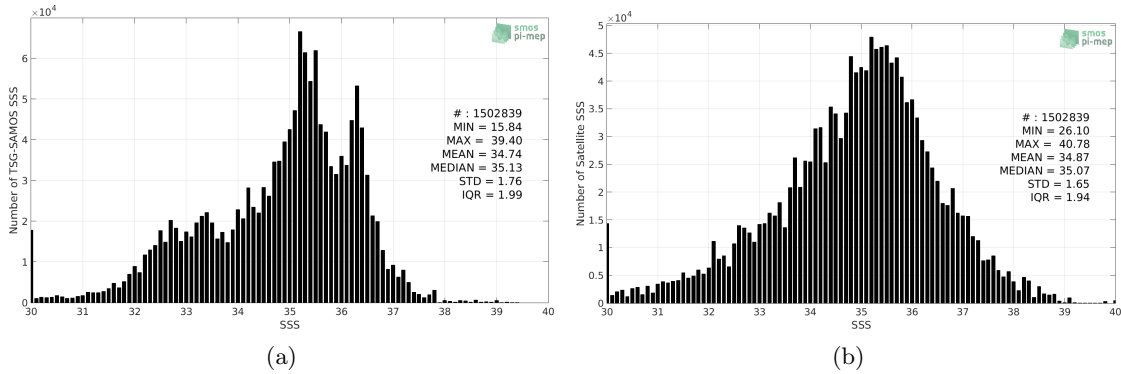 ×10⁴
7
6
5
4
3
2
1
0
Number of TSG-SAMOS SSS
smos
pi-mep
# : 1502839
MIN = 15.84
MAX = 39.40
MEAN = 34.74
MEDIAN = 35.13
STD = 1.76
IQR = 1.99
30 31 32 33 34 35 36 37 38 39 40
SSS
(a)
×10⁴
5
4.5
4
3.5
3
2.5
2
1.5
1
0.5
0
Number of Satellite SSS
smos
pi-mep
# : 1502839
MIN = 26.10
MAX = 40.78
MEAN = 34.87
MEDIAN = 35.07
STD = 1.65
IQR = 1.94
30 31 32 33 34 35 36 37 38 39 40
SSS
(b)